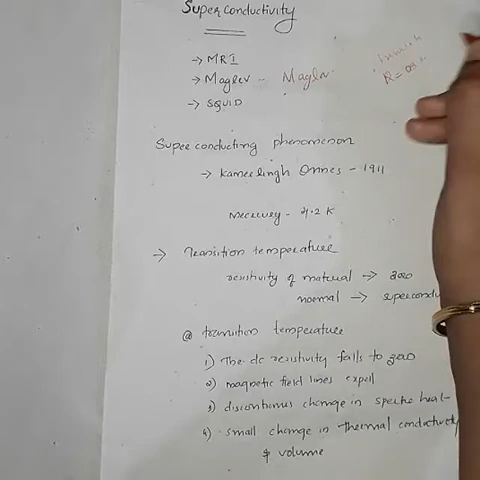 Superconductivity
→ MRI
→ Maglev - Maglev
→ SQUID
R=
Super conducting phenomenon
→ Kamerlingh Onnes - 1911
Mercury - 4.2 K
→ Transition temperature
resistivity of material → zero
normal → supercondu
@ transition temperature
1) The dc resistivity falls to zero
2) magnetic field lines expell
3) discontinus change in specific heat
4) small change in thermal conductivity
& volume